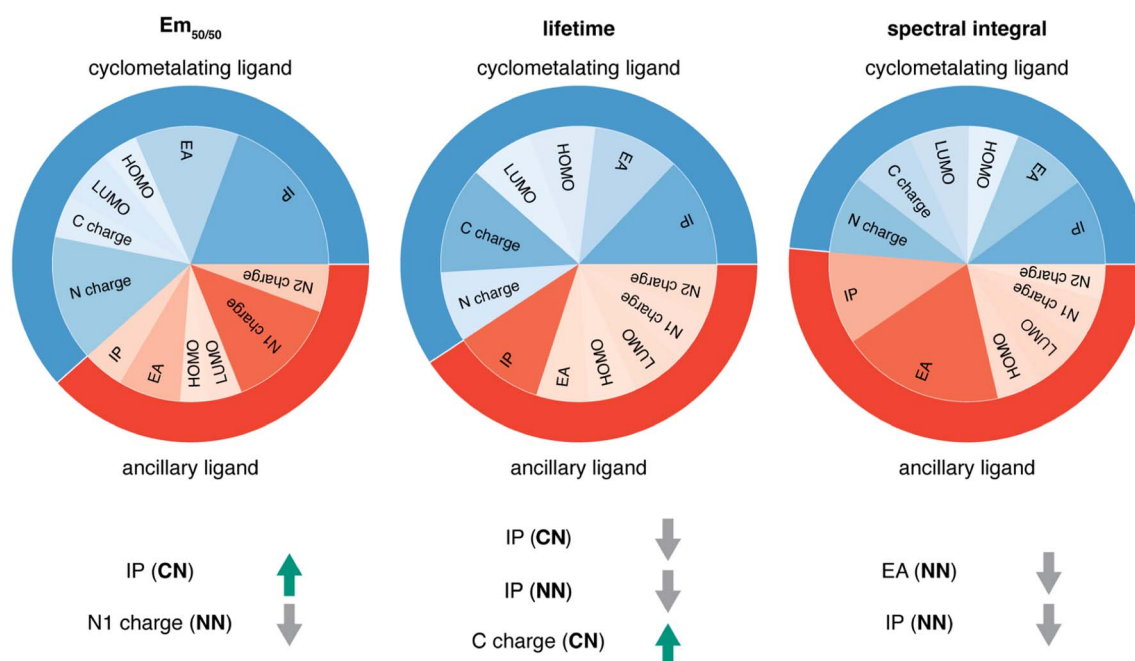 Em50/50
cyclometalating ligand
IP
EA
HOMO
LUMO
C charge
N charge
IP
EA
HOMO
LUMO
N1 charge
N2 charge
ancillary ligand
IP (CN)
N1 charge (NN)
lifetime
cyclometalating ligand
IP
EA
HOMO
LUMO
C charge
N charge
IP
EA
HOMO
LUMO
N1 charge
N2 charge
ancillary ligand
IP (CN)
IP (NN)
C charge (CN)
spectral integral
cyclometalating ligand
IP
EA
HOMO
LUMO
C charge
N charge
IP
EA
HOMO
LUMO
N1 charge
N2 charge
ancillary ligand
EA (NN)
IP (NN)